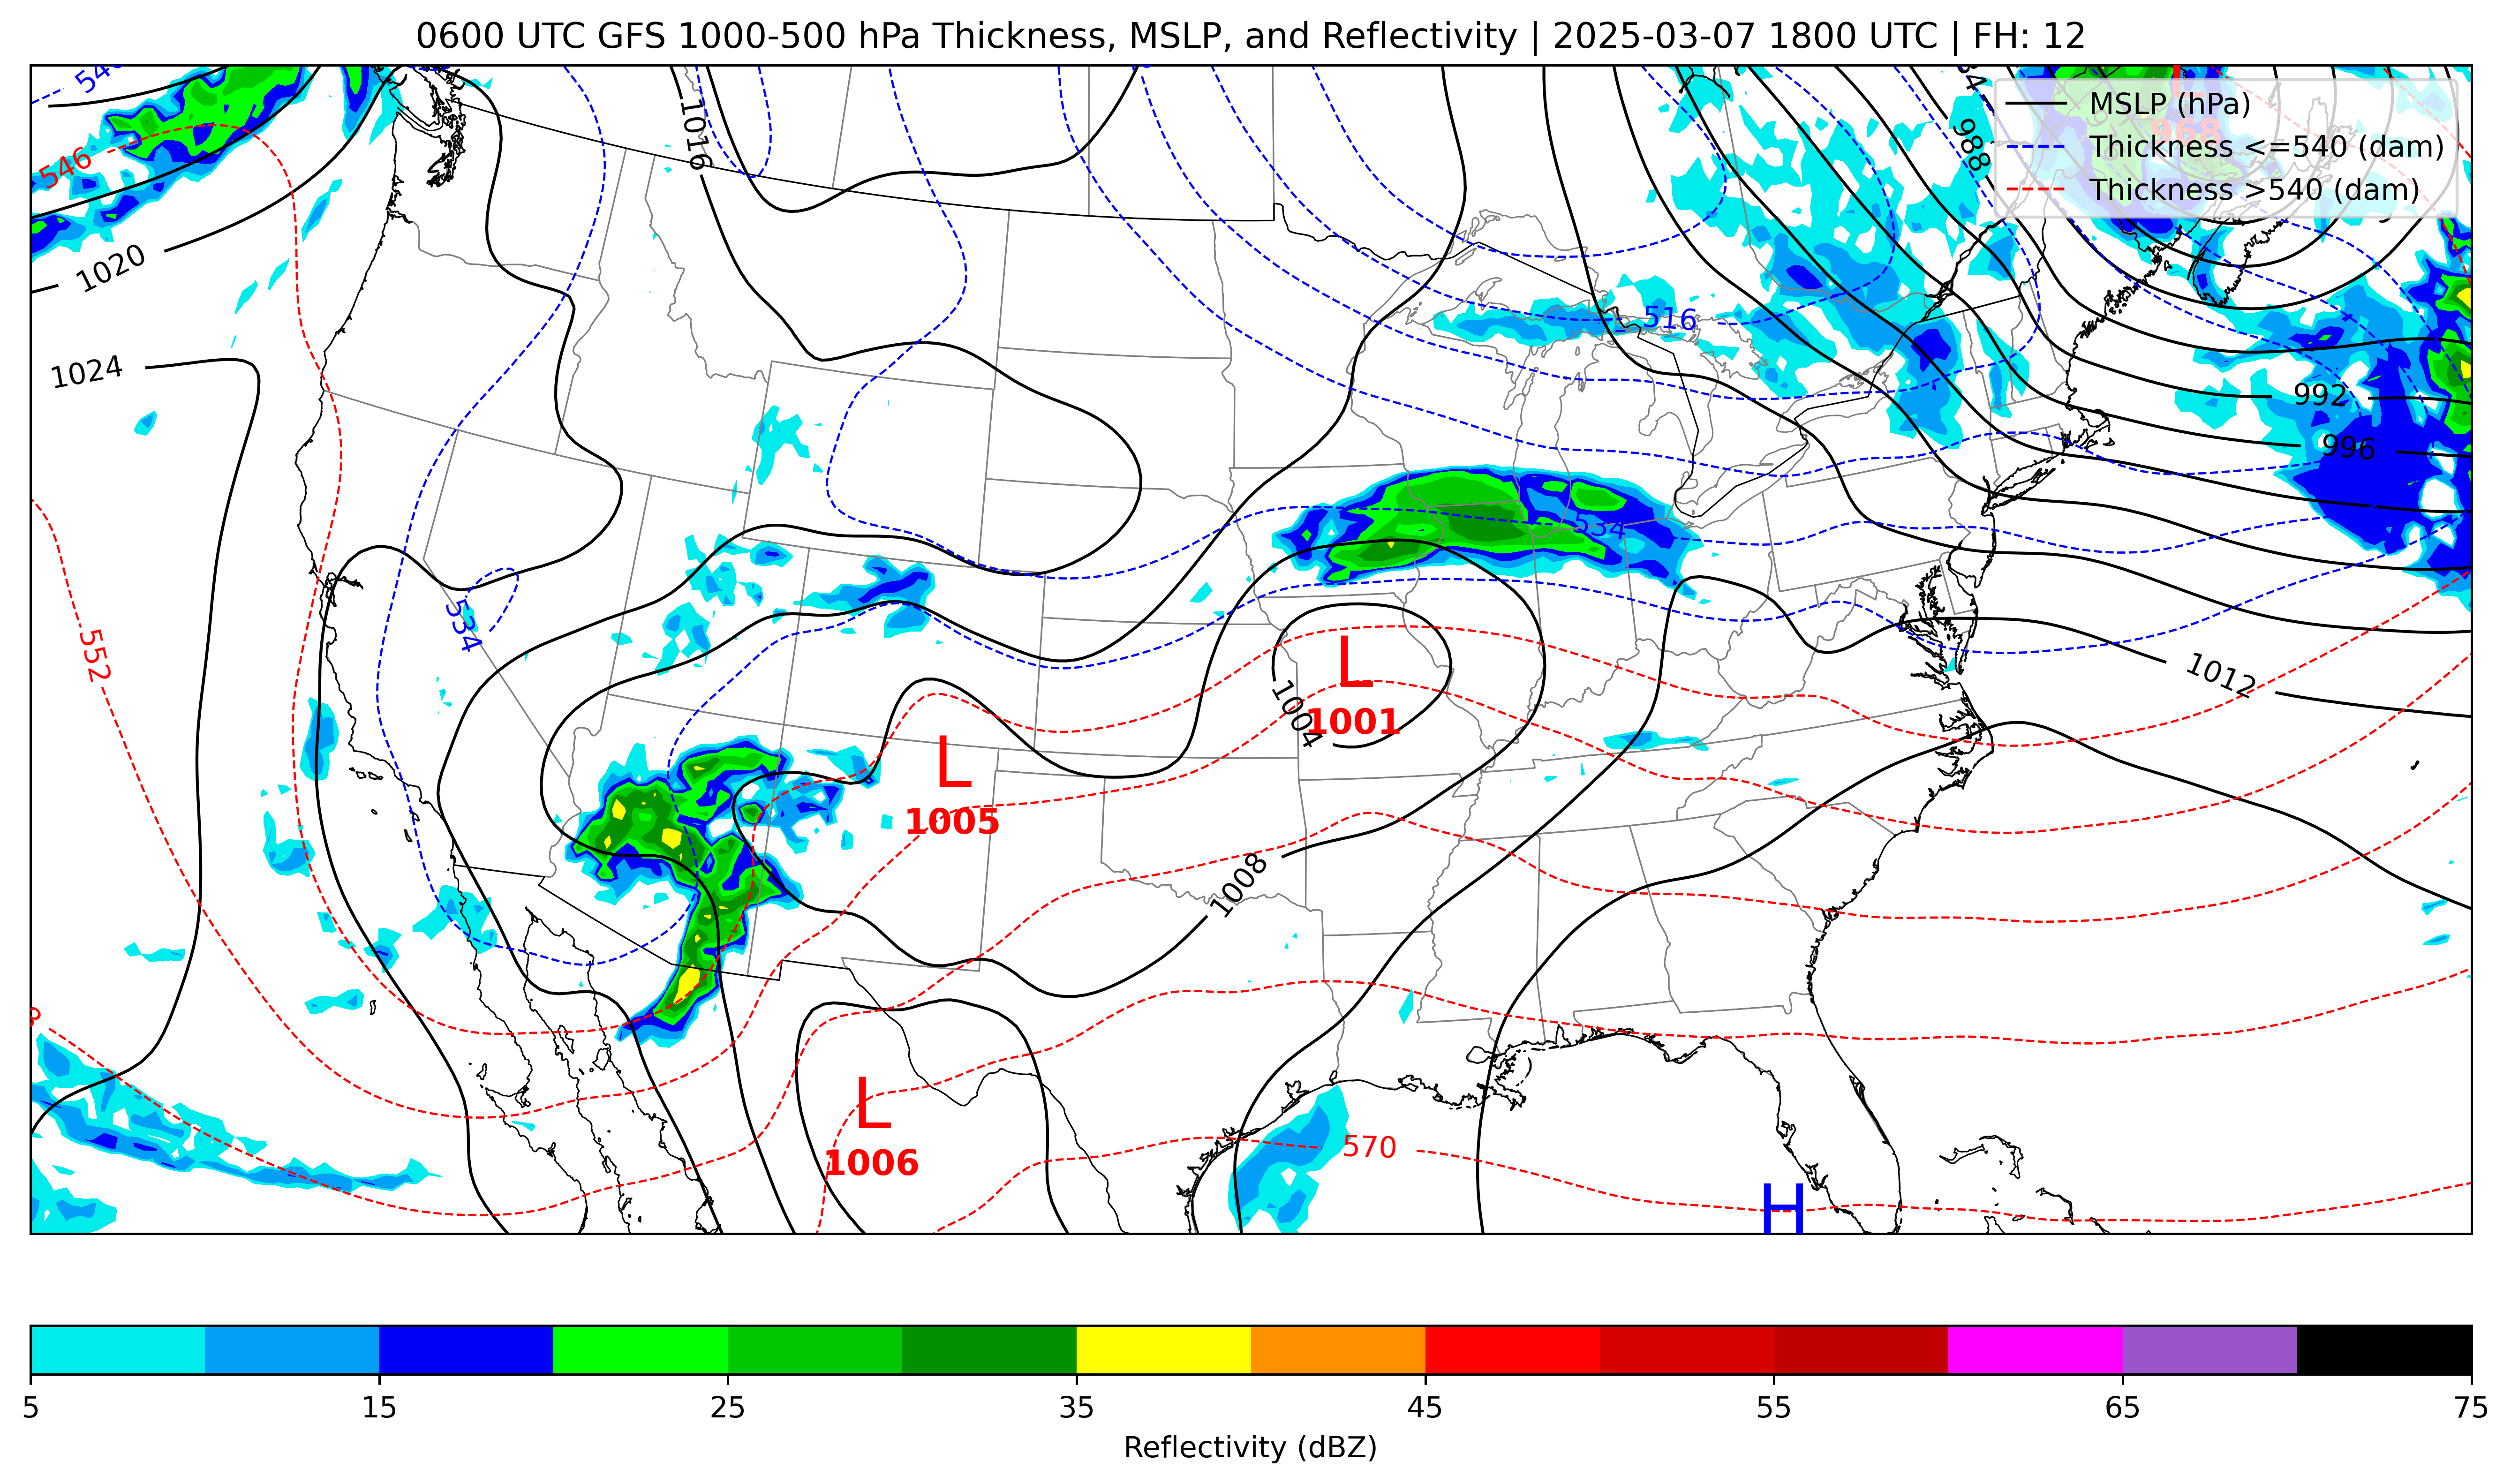 0600 UTC GFS 1000-500 hPa Thickness, MSLP, and Reflectivity | 2025-03-07 1800 UTC | FH: 12
MSLP (hPa)
Thickness <=540 (dam)
Thickness >540 (dam)
968
988
1016
546
1020
1024
516
992
996
534
534
552
1012
L
1001
1004
L
1005
1008
L
1006
570
H
5 15 25 35 45 55 65 75
Reflectivity (dBZ)